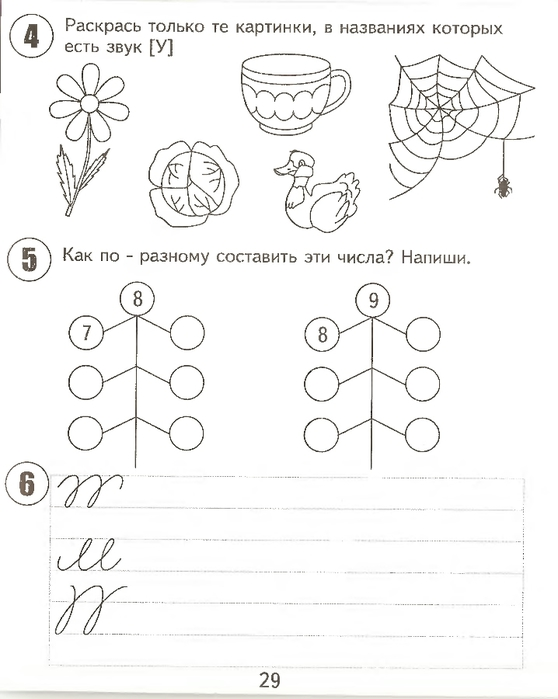 4 Раскрась только те картинки, в названиях которых
есть звук [У]
5 Как по - разному составить эти числа? Напиши.
8 9
7 8
6
29